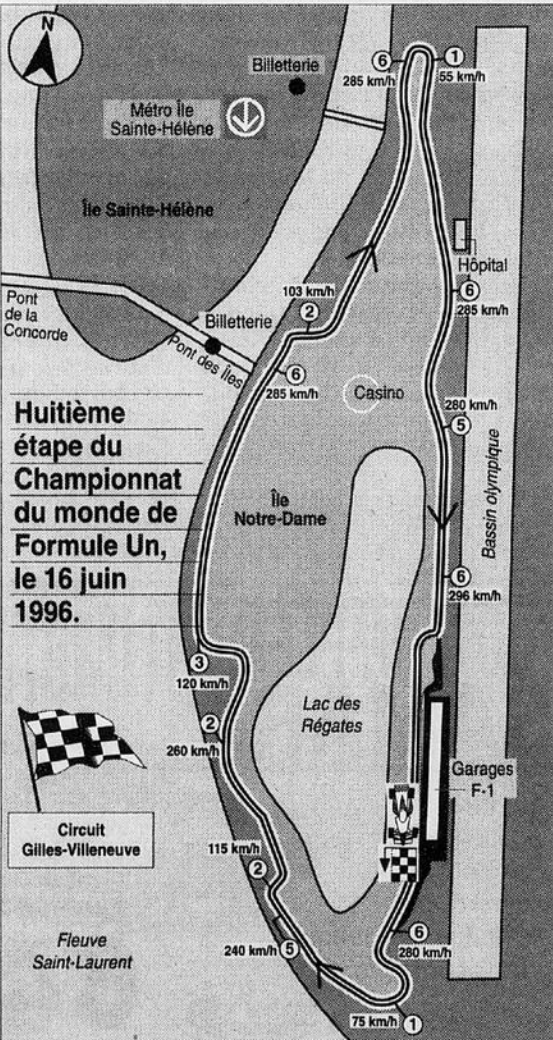 N
Billetterie
Métro Île
Sainte-Hélène
Île Sainte-Hélène
6
285 km/h
1
55 km/h
Hôpital
6
285 km/h
Pont
de la
Concorde
Billetterie
Pont des Îles
103 km/h
2
6
285 km/h
Casino
280 km/h
5
Bassin olympique
Huitième
étape du
Championnat
du monde de
Formule Un,
le 16 juin
1996.
Île
Notre-Dame
6
296 km/h
3
120 km/h
Lac des
Régates
2
260 km/h
Garages
F-1
Circuit
Gilles-Villeneuve
115 km/h
2
Fleuve
Saint-Laurent
240 km/h
5
6
280 km/h
75 km/h
1